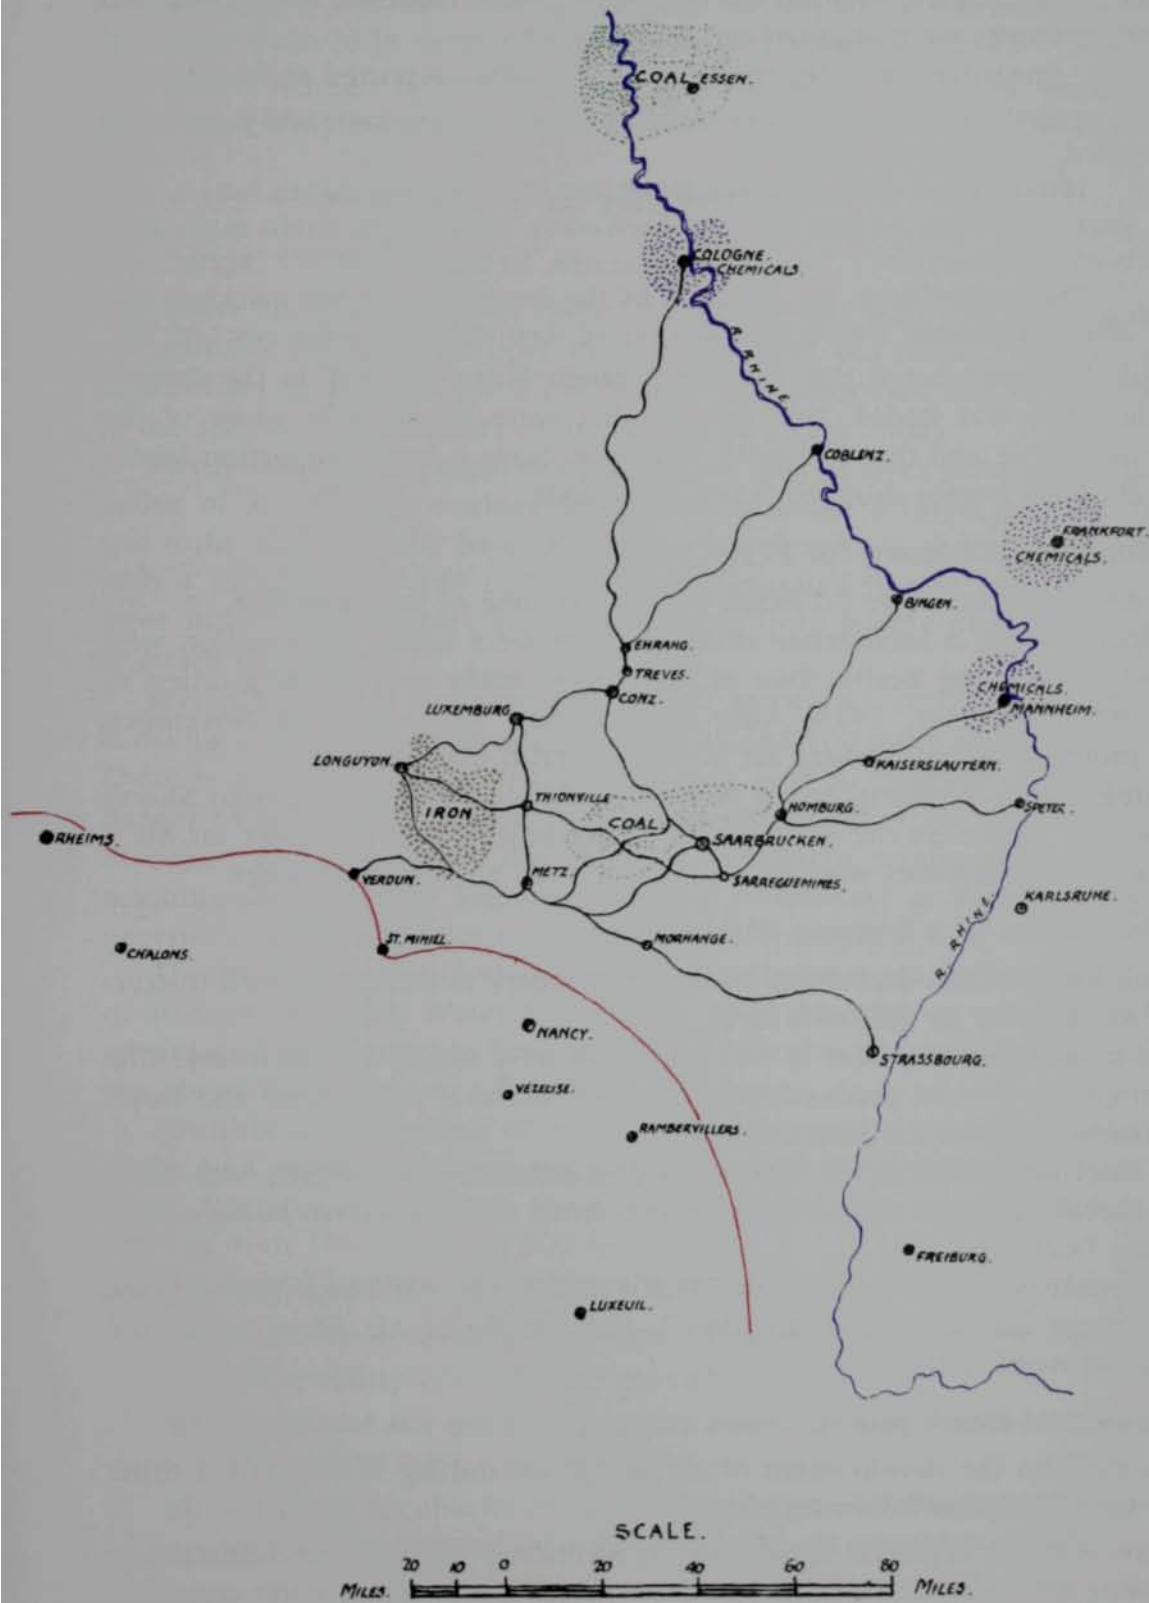 COAL ESSEN.
COLOGNE.
CHEMICALS.
R. RHINE.
COBLENZ.
FRANKFORT.
CHEMICALS.
BINGEN.
EHRANG.
TREVES.
CONZ.
CHEMICALS.
MANNHEIM.
LUXEMBURG
LONGUYON.
KAISERSLAUTERN.
THIONVILLE
IRON
HOMBURG.
SPEYER.
COAL
RHEIMS.
SAARBRUCKEN.
METZ.
VERDUN.
SARREGUEMINES.
KARLSRUHE.
ST. MIHIEL.
MORHANGE.
CHALONS.
R. RHINE.
NANCY.
STRASSBOURG.
VEZELISE.
RAMBERVILLERS.
FREIBURG.
LUXEUIL.
SCALE.
20 10 0 20 40 60 80
MILES. MILES.